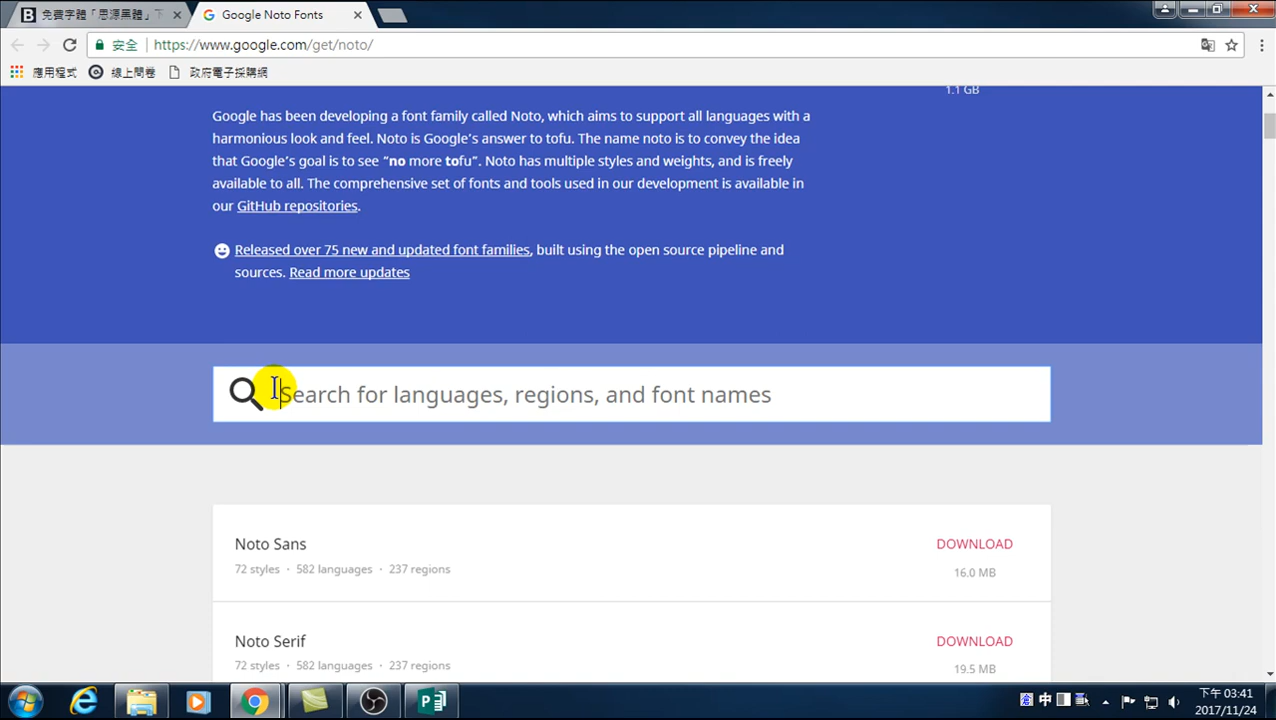 免費字體「思源黑體」下
Google Noto Fonts
安全
https://www.google.com/get/noto/
應用程式
線上問卷
政府電子採購網
1.1 GB
Google has been developing a font family called Noto, which aims to support all languages with a
harmonious look and feel. Noto is Google's answer to tofu. The name noto is to convey the idea
that Google's goal is to see “no more tofu”. Noto has multiple styles and weights, and is freely
available to all. The comprehensive set of fonts and tools used in our development is available in
our GitHub repositories.
Released over 75 new and updated font families, built using the open source pipeline and
sources. Read more updates
Search for languages, regions, and font names
Noto Sans
DOWNLOAD
72 styles · 582 languages · 237 regions
16.0 MB
Noto Serif
DOWNLOAD
72 styles · 582 languages · 237 regions
19.5 MB
中
下午 03:41
2017/11/24